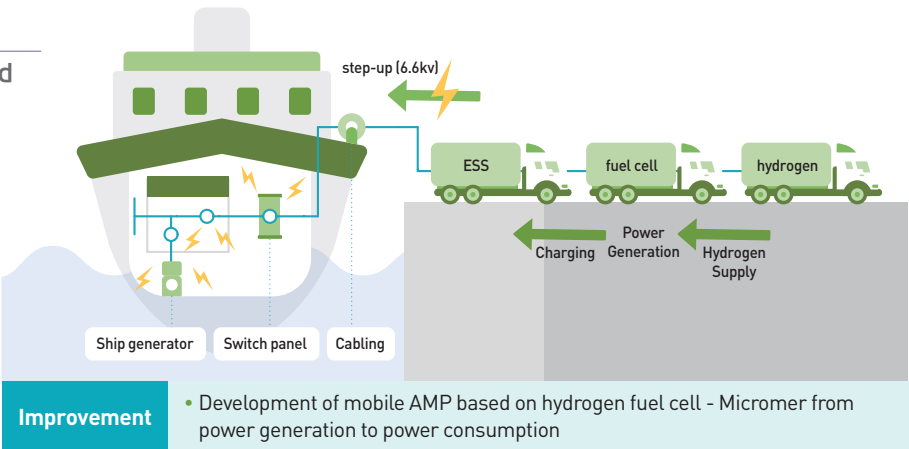 d
step-up (6.6kv)
ESS
fuel cell
hydrogen
Charging
Power
Generation
Hydrogen
Supply
Ship generator
Switch panel
Cabling
Improvement
• Development of mobile AMP based on hydrogen fuel cell - Micromer from
power generation to power consumption